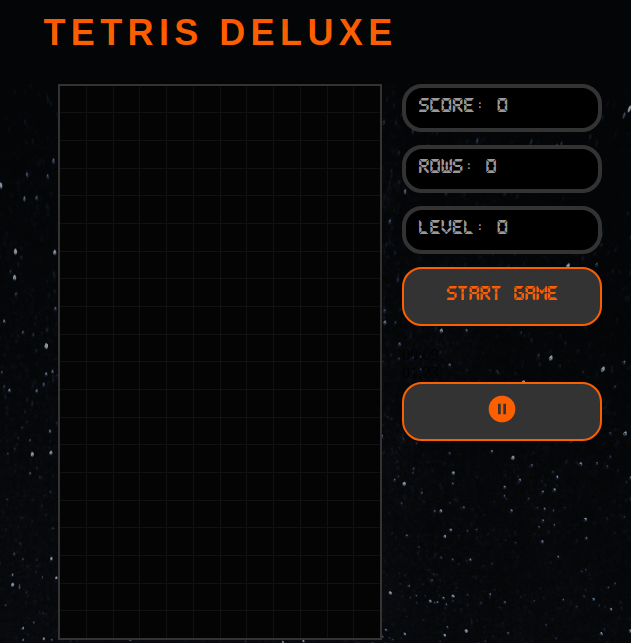 TETRIS DELUXE
SCORE: 0
ROWS: 0
LEVEL: 0
START GAME